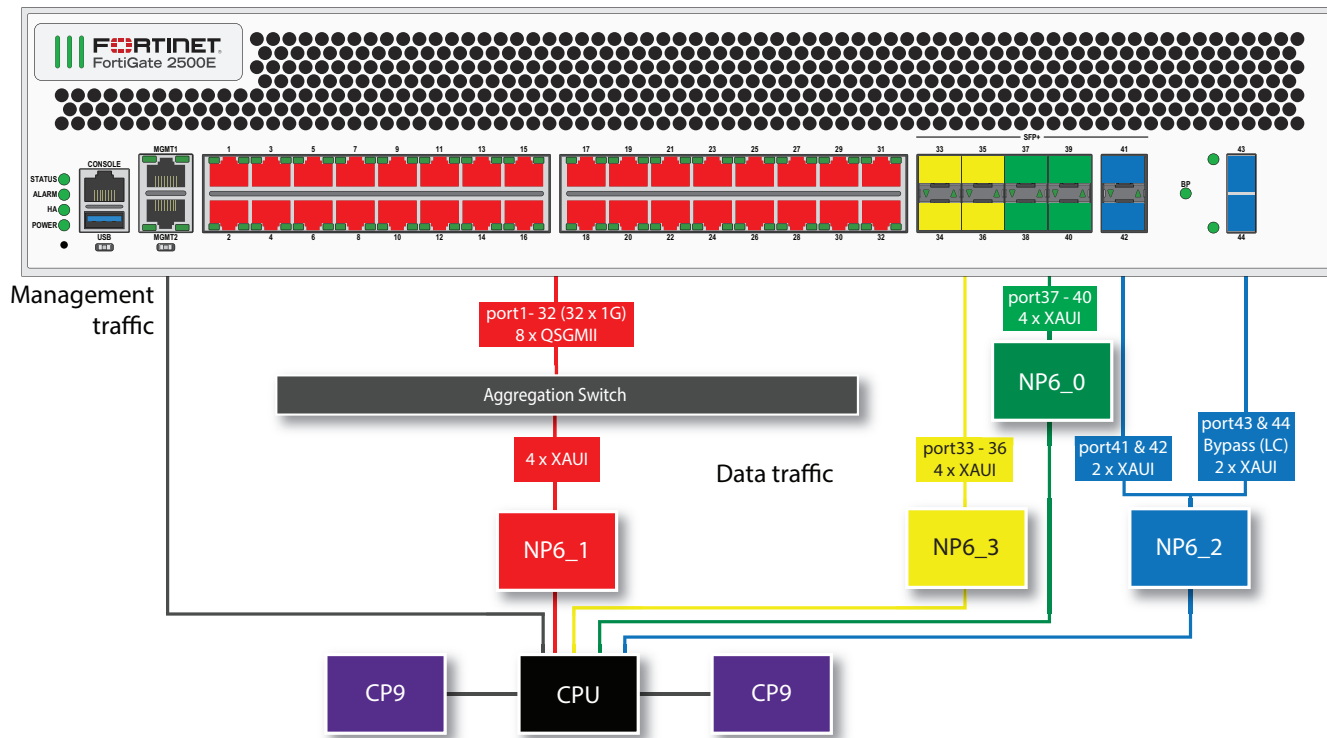 FORTINET
FortiGate 2500E
SFP+
MGMT1
1 3 5 7 9 11 13 15
17 19 21 23 25 27 29 31
33 35 37 39
41
43
CONSOLE
STATUS
ALARM
HA
POWER
BP
USB
MGMT2
2 4 6 8 10 12 14 16
18 20 22 24 26 28 30 32
34 36 38 40
42
44
Management
traffic
port1- 32 (32 x 1G)
8 x QSGMII
port37 - 40
4 x XAUI
Aggregation Switch
NP6_0
4 x XAUI
Data traffic
port33 - 36
4 x XAUI
port41 & 42
2 x XAUI
port43 & 44
Bypass (LC)
2 x XAUI
NP6_1
NP6_3
NP6_2
CP9
CPU
CP9